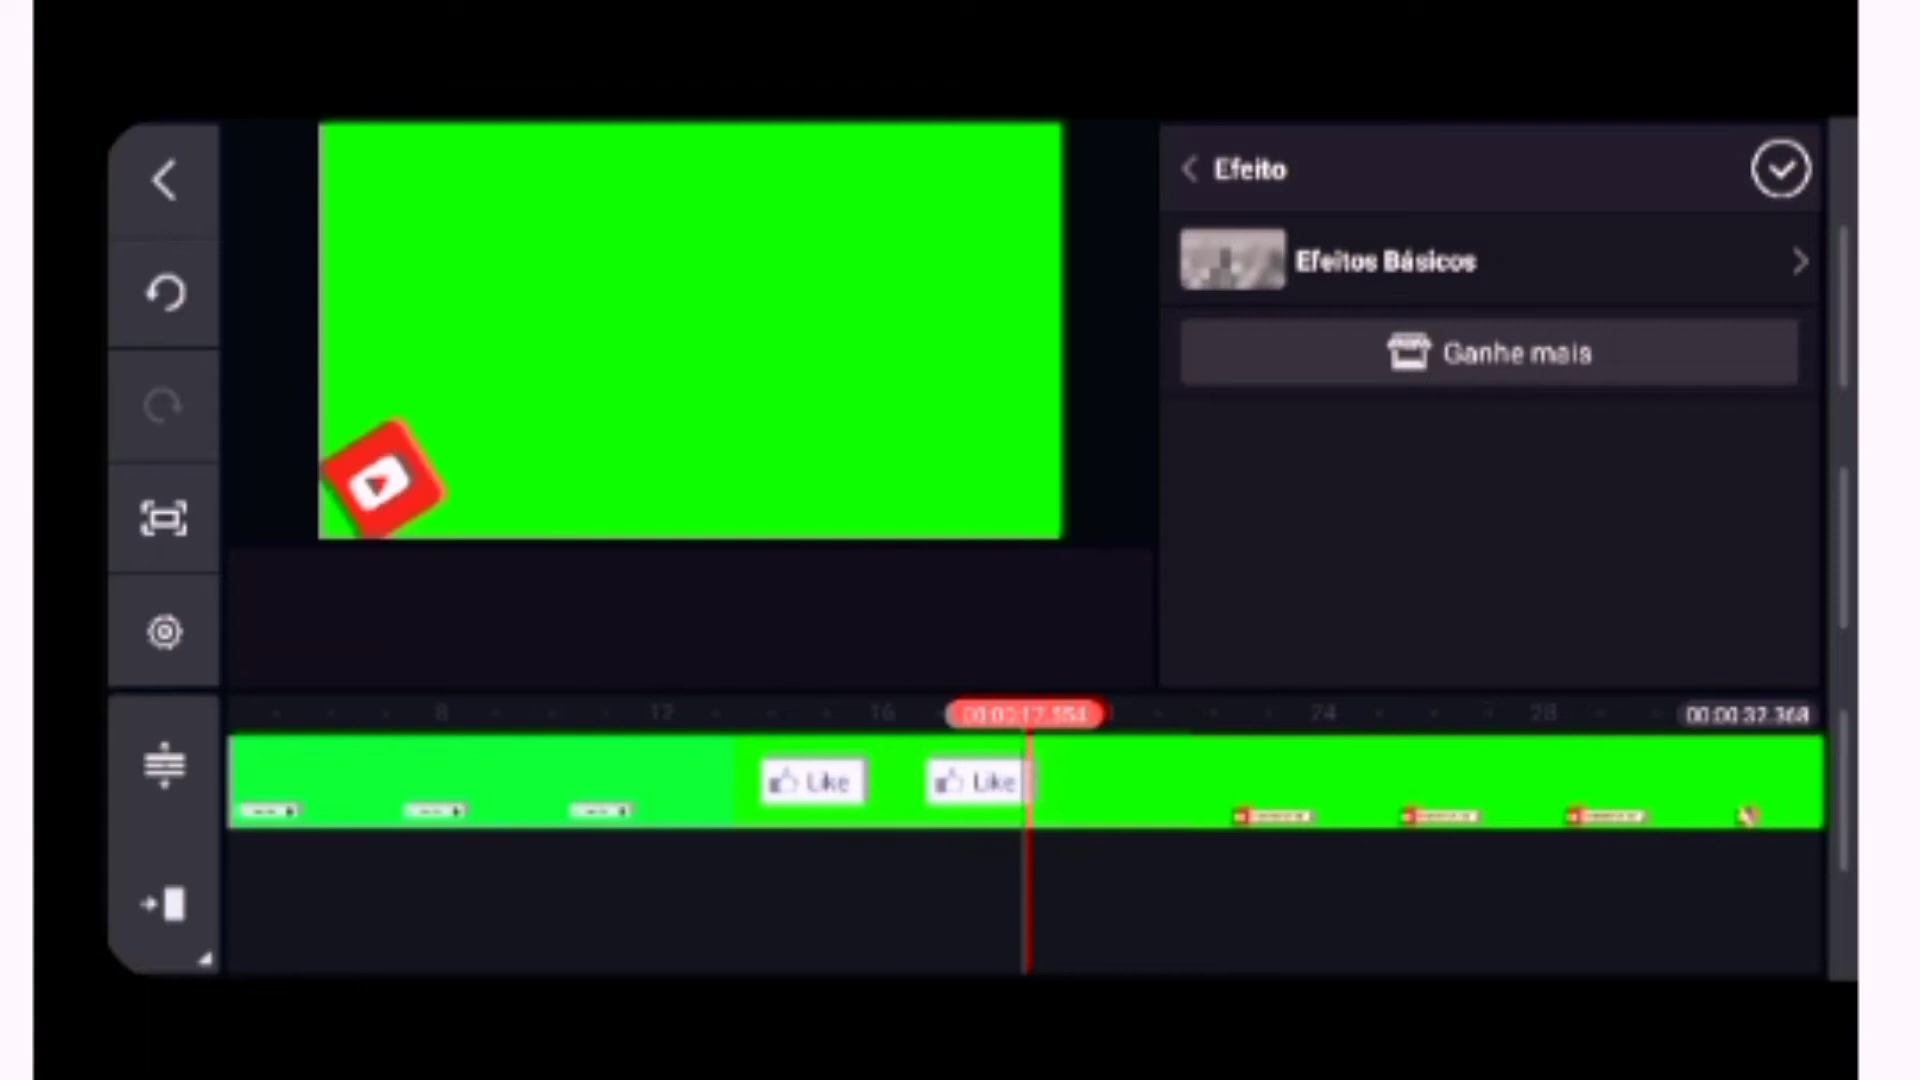 Efeito
Efeitos Básicos
Ganhe mais
8
12
16
00:00:17.554
24
28
00:00:37.368
Like
Like